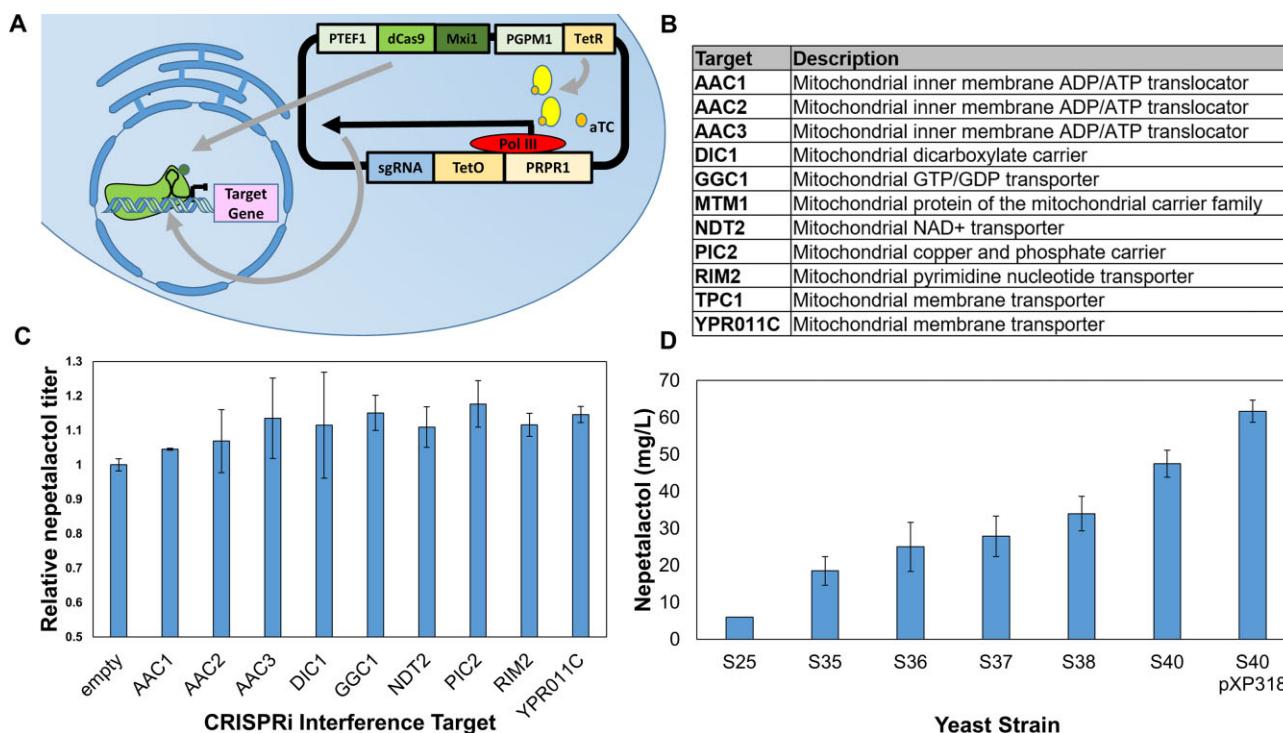 A
PTEF1 dCas9 Mxi1 PGPM1 TetR
aTC
Pol III
sgRNA TetO PRPR1
Target
Gene
B
Target Description
AAC1 Mitochondrial inner membrane ADP/ATP translocator
AAC2 Mitochondrial inner membrane ADP/ATP translocator
AAC3 Mitochondrial inner membrane ADP/ATP translocator
DIC1 Mitochondrial dicarboxylate carrier
GGC1 Mitochondrial GTP/GDP transporter
MTM1 Mitochondrial protein of the mitochondrial carrier family
NDT2 Mitochondrial NAD+ transporter
PIC2 Mitochondrial copper and phosphate carrier
RIM2 Mitochondrial pyrimidine nucleotide transporter
TPC1 Mitochondrial membrane transporter
YPR011C Mitochondrial membrane transporter
C
Relative nepetalactol titer
1.3
1.2
1.1
1
0.9
0.8
0.7
0.6
0.5
empty AAC1 AAC2 AAC3 DIC1 GGC1 NDT2 PIC2 RIM2 YPR011C
CRISPRi Interference Target
D
Nepetalactol (mg/L)
70
60
50
40
30
20
10
0
S25 S35 S36 S37 S38 S40 S40
pXP318
Yeast Strain